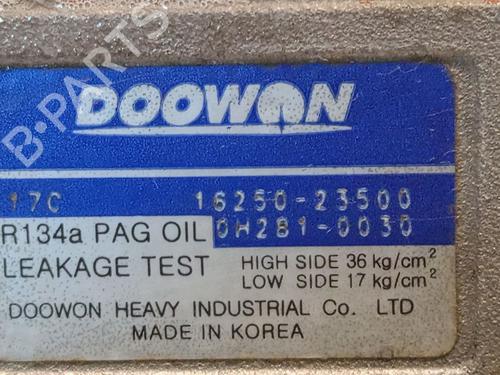 DOOWON
17C 16250-23500
R134a PAG OIL 0H281-0030
LEAKAGE TEST HIGH SIDE 36 kg/cm²
LOW SIDE 17 kg/cm²
DOOWON HEAVY INDUSTRIAL Co. LTD
MADE IN KOREA
B·PARTS